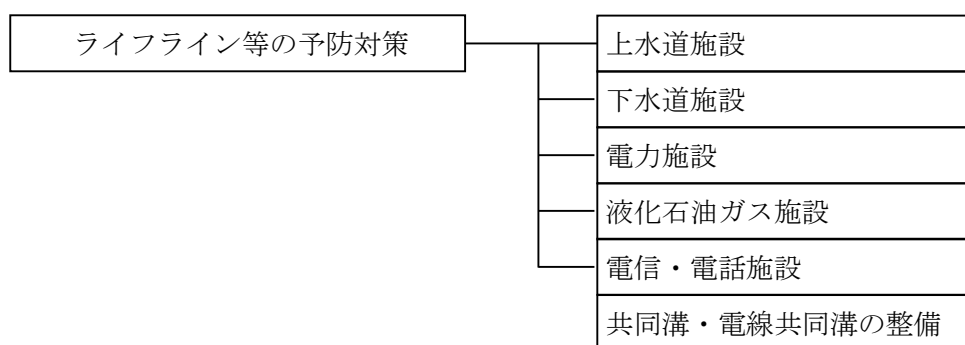 ライフライン等の予防対策
上水道施設
下水道施設
電力施設
液化石油ガス施設
電信・電話施設
共同溝・電線共同溝の整備